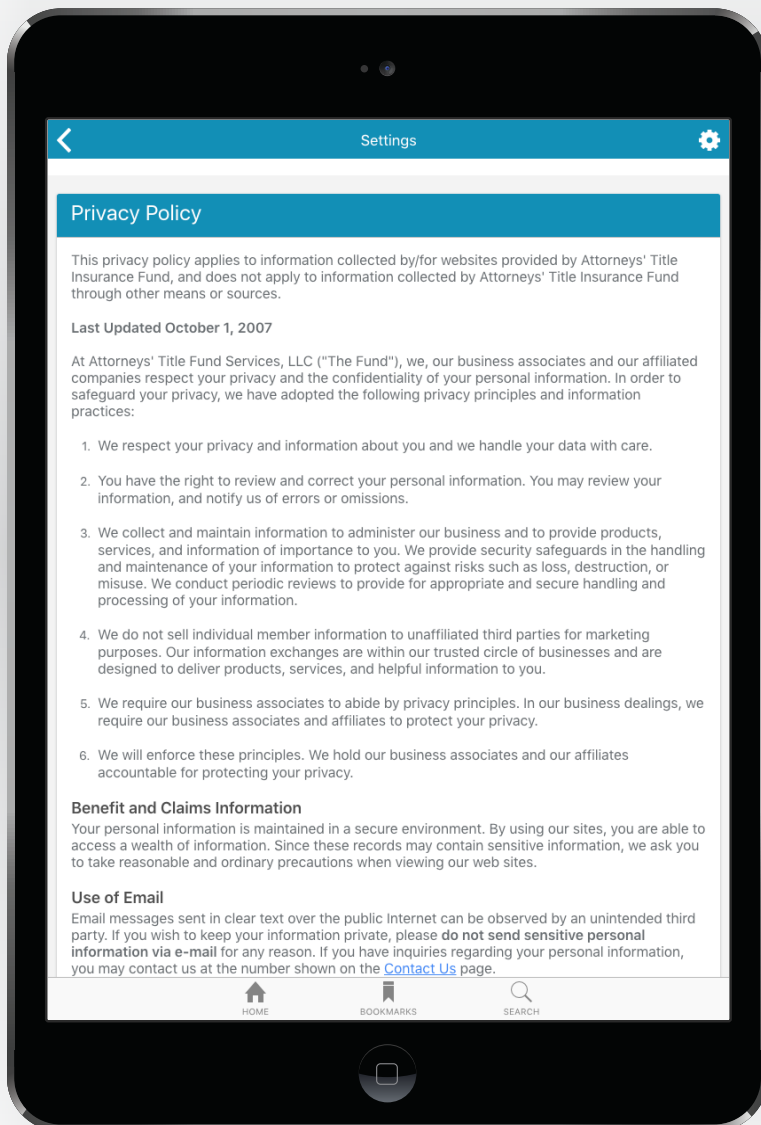 Settings
Privacy Policy
This privacy policy applies to information collected by/for websites provided by Attorneys' Title
Insurance Fund, and does not apply to information collected by Attorneys' Title Insurance Fund
through other means or sources.
Last Updated October 1, 2007
At Attorneys' Title Fund Services, LLC ("The Fund"), we, our business associates and our affiliated
companies respect your privacy and the confidentiality of your personal information. In order to
safeguard your privacy, we have adopted the following privacy principles and information
practices:
1. We respect your privacy and information about you and we handle your data with care.
2. You have the right to review and correct your personal information. You may review your
information, and notify us of errors or omissions.
3. We collect and maintain information to administer our business and to provide products,
services, and information of importance to you. We provide security safeguards in the handling
and maintenance of your information to protect against risks such as loss, destruction, or
misuse. We conduct periodic reviews to provide for appropriate and secure handling and
processing of your information.
4. We do not sell individual member information to unaffiliated third parties for marketing
purposes. Our information exchanges are within our trusted circle of businesses and are
designed to deliver products, services, and helpful information to you.
5. We require our business associates to abide by privacy principles. In our business dealings, we
require our business associates and affiliates to protect your privacy.
6. We will enforce these principles. We hold our business associates and our affiliates
accountable for protecting your privacy.
Benefit and Claims Information
Your personal information is maintained in a secure environment. By using our sites, you are able to
access a wealth of information. Since these records may contain sensitive information, we ask you
to take reasonable and ordinary precautions when viewing our web sites.
Use of Email
Email messages sent in clear text over the public Internet can be observed by an unintended third
party. If you wish to keep your information private, please do not send sensitive personal
information via e-mail for any reason. If you have inquiries regarding your personal information,
you may contact us at the number shown on the Contact Us page.
HOME BOOKMARKS SEARCH